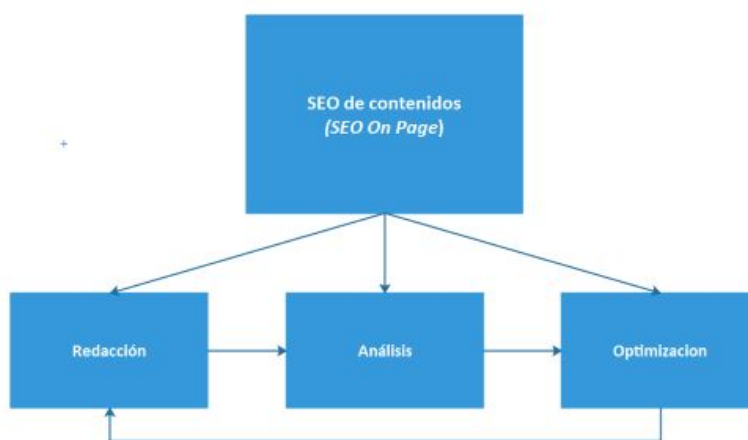 SEO de contenidos
(SEO On Page)
Redacción
Análisis
Optimizacion